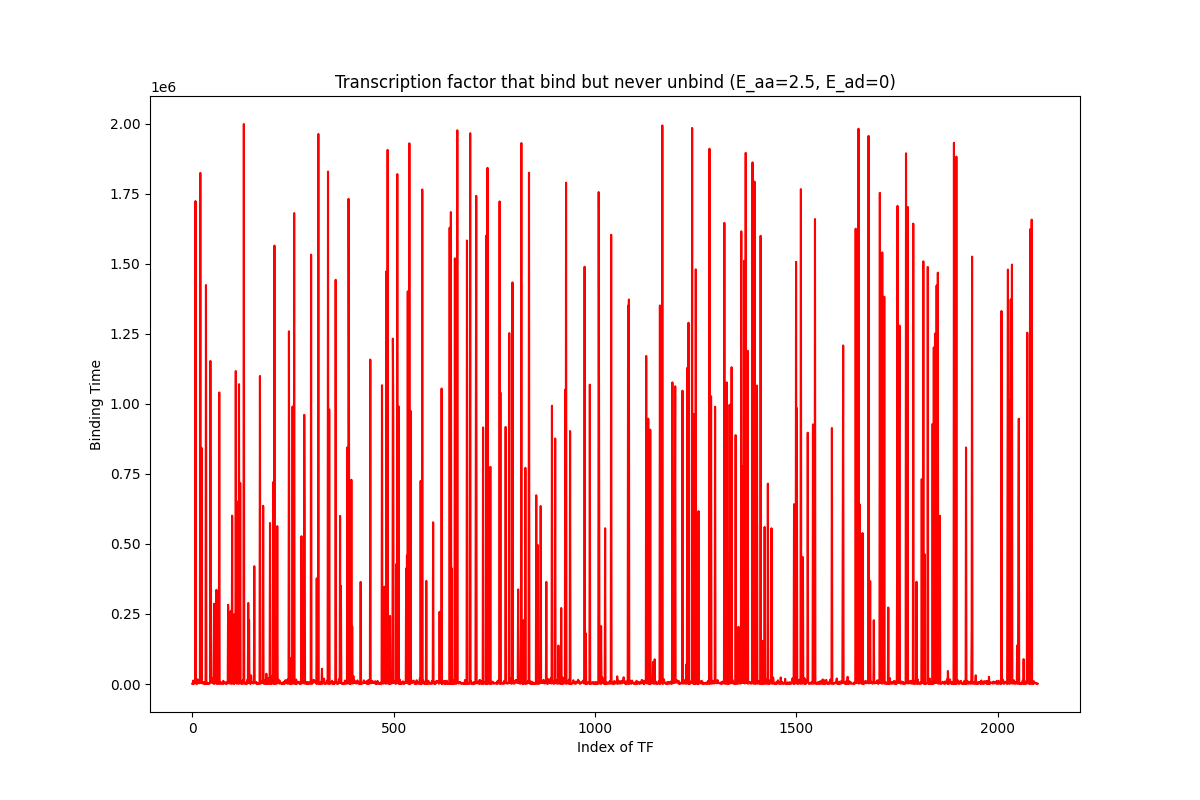 Transcription factor that bind but never unbind (E_aa=2.5, E_ad=0)
1e6
2.00
1.75
1.50
1.25
1.00
0.75
0.50
0.25
0.00
Binding Time
0 500 1000 1500 2000
Index of TF